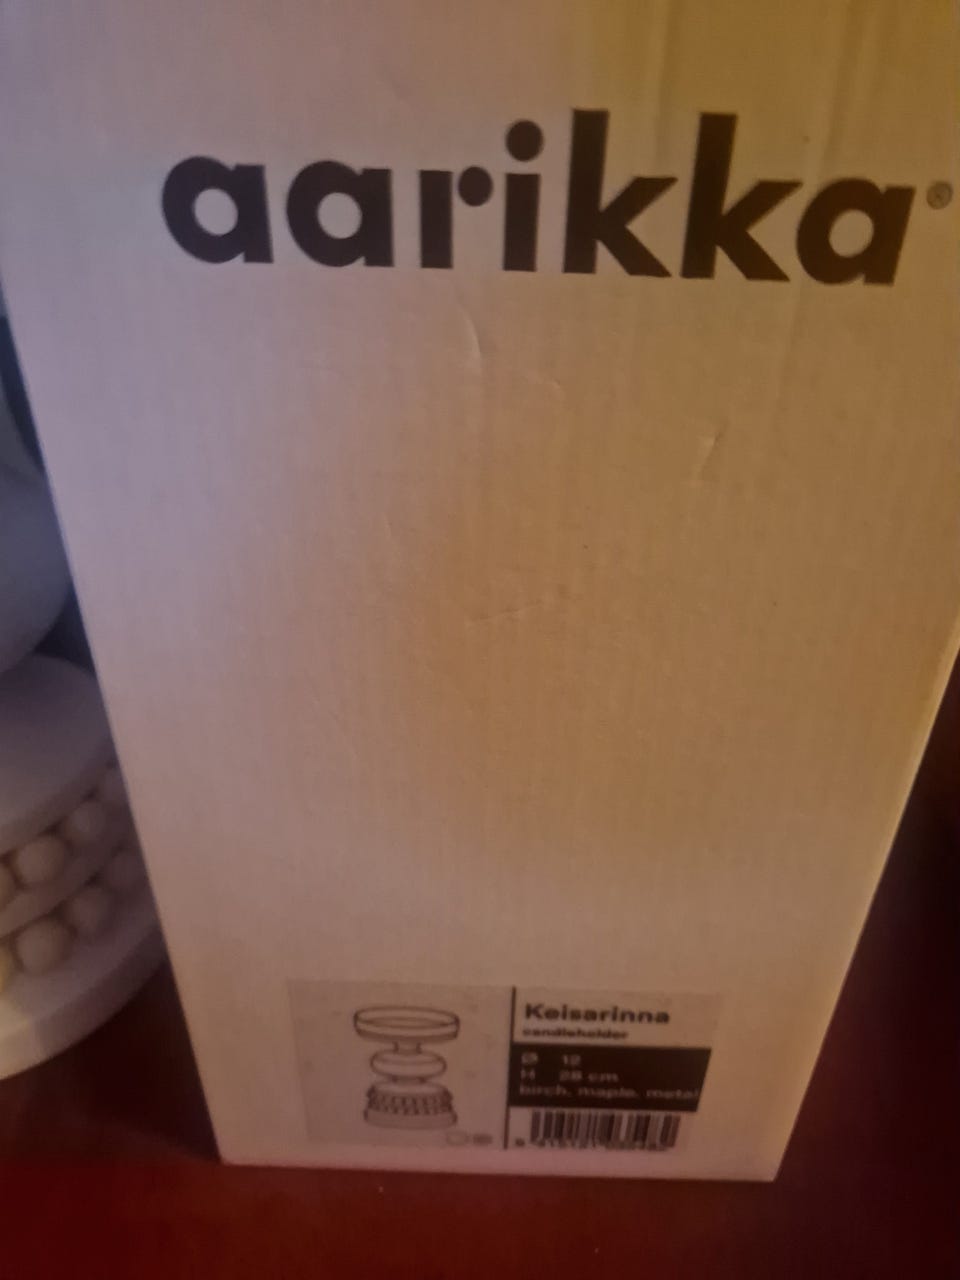 aarikka®
Keisarinna
candleholder
Ø 12
H 28 cm
birch, maple, metal